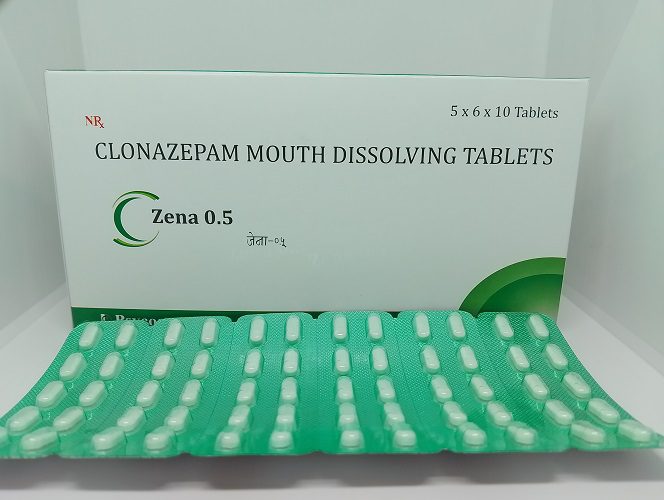 NRx
5 x 6 x 10 Tablets
CLONAZEPAM MOUTH DISSOLVING TABLETS
Zena 0.5
जेना-०५